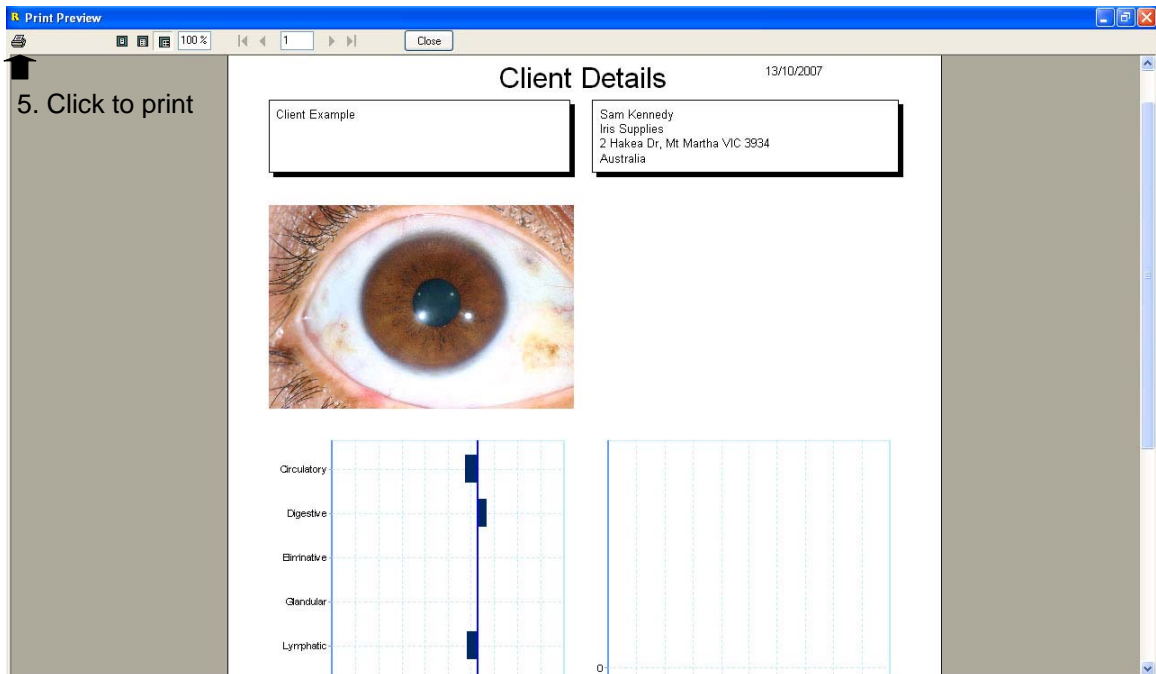 R Print Preview
100 % 1 Close
5. Click to print
Client Details
13/10/2007
Client Example
Sam Kennedy
Iris Supplies
2 Hakea Dr, Mt Martha VIC 3934
Australia
Circulatory
Digestive
Eliminative
Glandular
Lymphatic
0